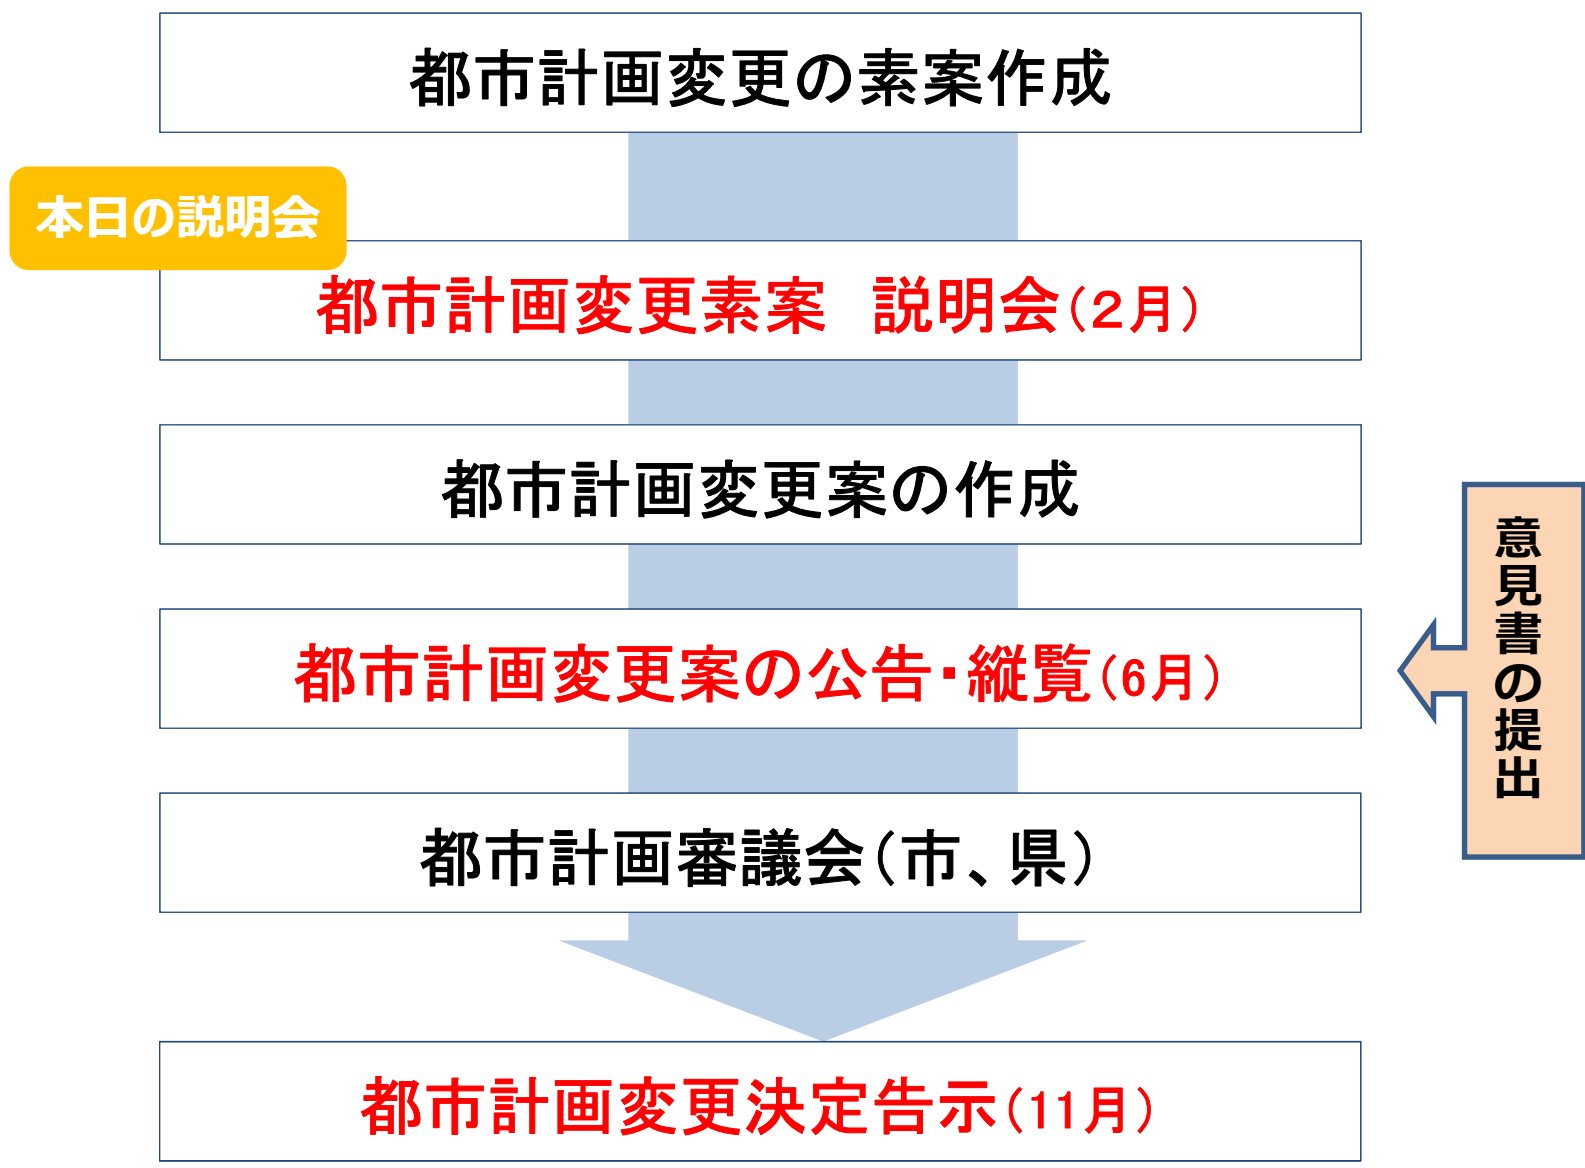 都市計画変更の素案作成
本日の説明会
都市計画変更素案　説明会（２月）
都市計画変更案の作成
都市計画変更案の公告・縦覧（6月）
意見書の提出
都市計画審議会（市、県）
都市計画変更決定告示（11月）